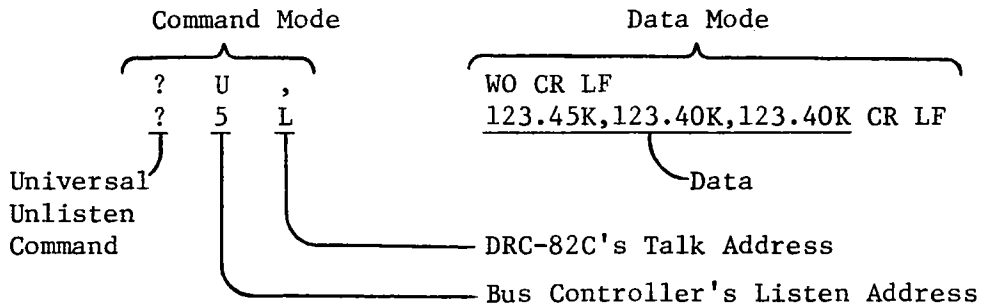 Command Mode Data Mode
? U , WO CR LF
? 5 L 123.45K,123.40K,123.40K CR LF
Universal Data
Unlisten
Command DRC-82C's Talk Address
Bus Controller's Listen Address